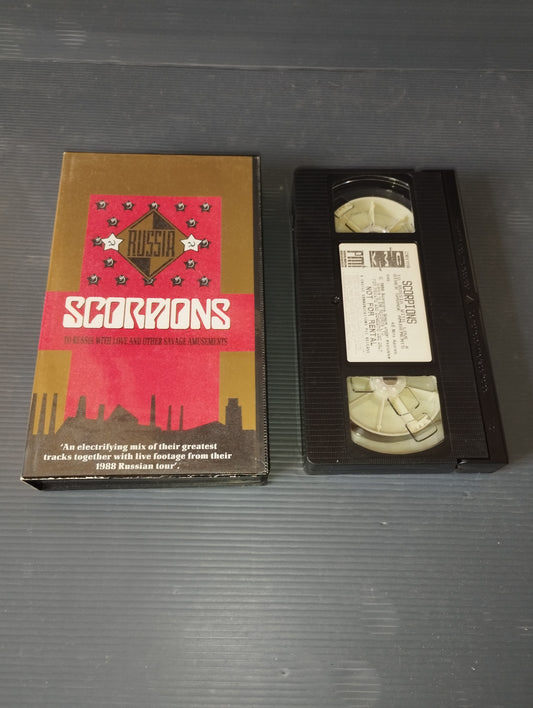 RUSSIA
SCORPIONS
TO RUSSIA WITH LOVE AND OTHER SAVAGE AMUSEMENTS
'An electrifying mix of their greatest
tracks together with live footage from their
1988 Russian tour'.
PMI
SCORPIONS
NOT FOR RENTAL